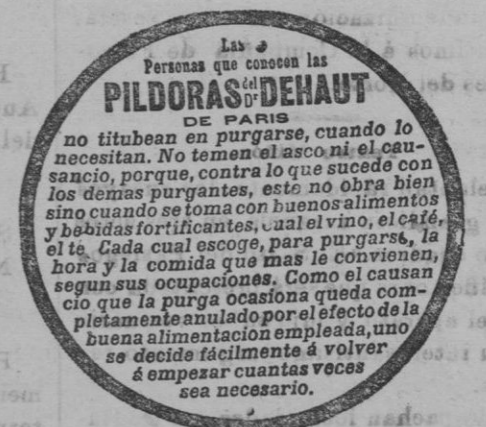 Las
Personas que conocen las
PILDORAS del Dr DEHAUT
DE PARIS
no titubean en purgarse, cuando lo
necesitan. No temen el asco ni el cau-
sancio, porque, contra lo que sucede con
los demas purgantes, este no obra bien
sino cuando se toma con buenos alimentos
y bebidas fortificantes, cual el vino, el café,
el té. Cada cual escoge, para purgarse, la
hora y la comida que mas le convienen,
segun sus ocupaciones. Como el causan
cio que la purga ocasiona queda com-
pletamente anulado por el efecto de la
buena alimentacion empleada, uno
se decide fácilmente á volver
á empezar cuantas veces
sea necesario.